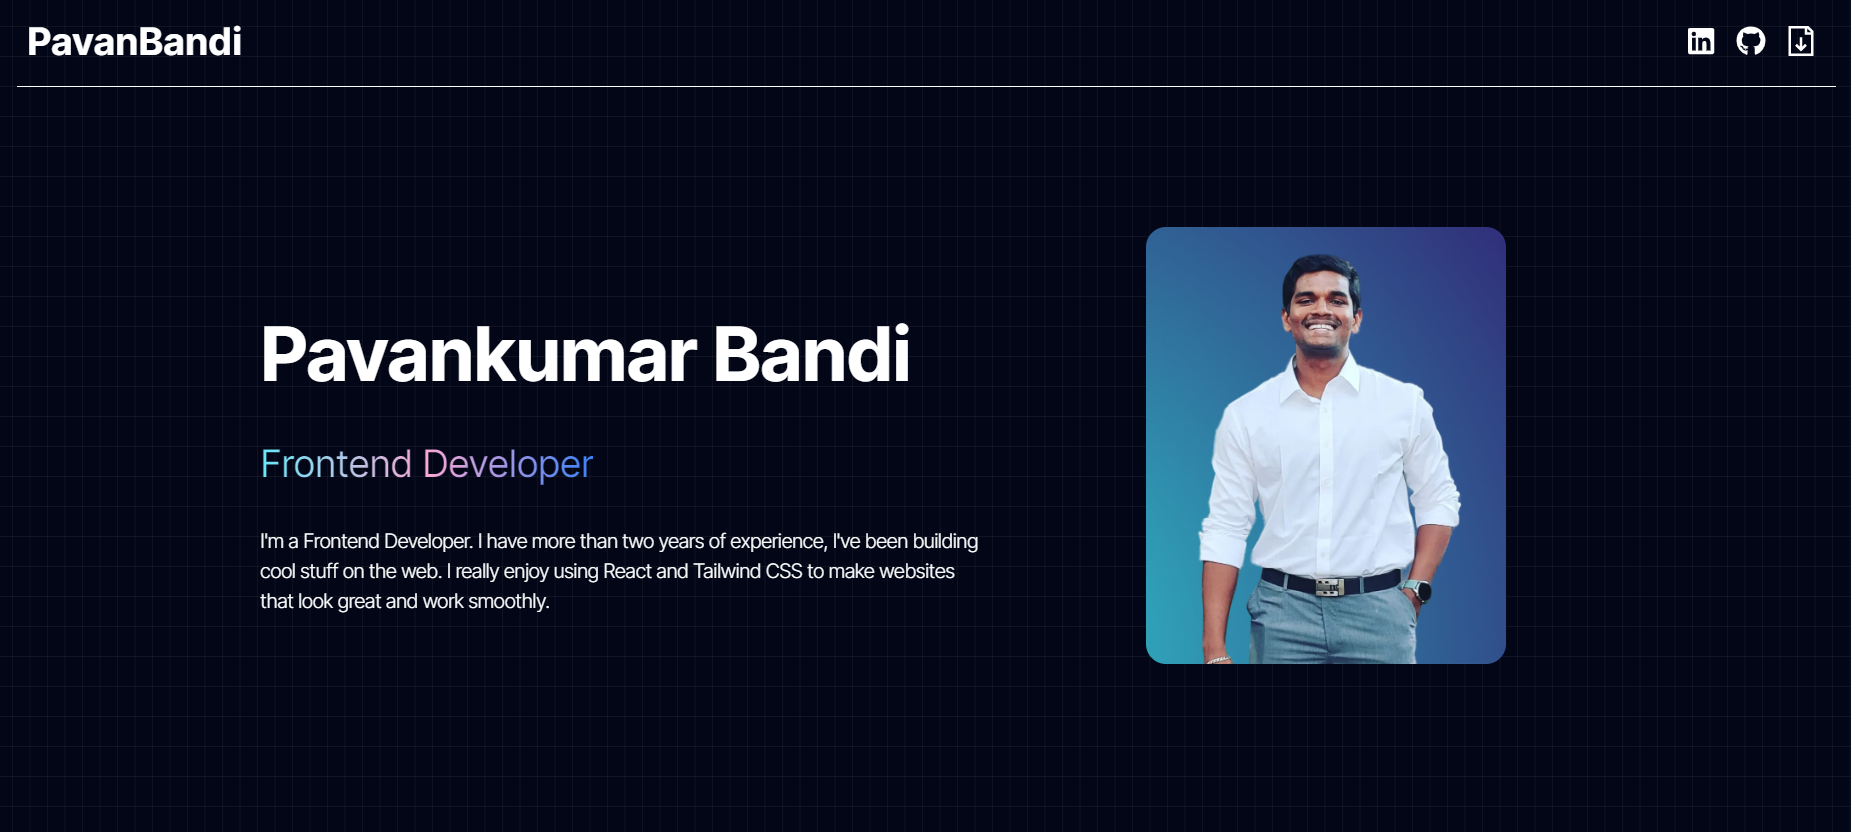 PavanBandi
in
Pavankumar Bandi
Frontend Developer
I'm a Frontend Developer. I have more than two years of experience, I've been building
cool stuff on the web. I really enjoy using React and Tailwind CSS to make websites
that look great and work smoothly.